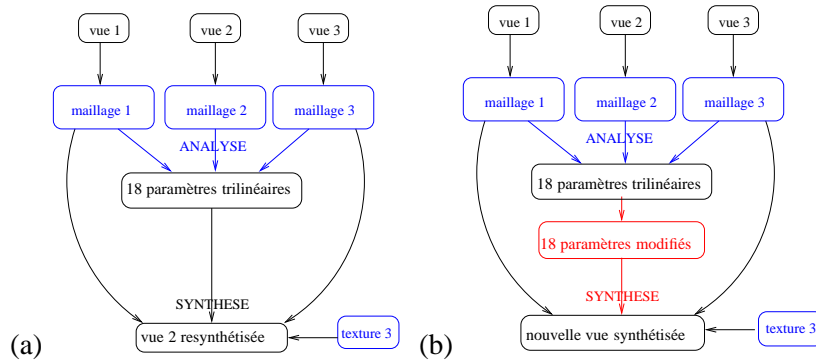 vue 1
vue 2
vue 3
maillage 1
maillage 2
maillage 3
ANALYSE
18 paramètres trilinéaires
SYNTHESE
vue 2 resynthétisée
texture 3
(a)
vue 1
vue 2
vue 3
maillage 1
maillage 2
maillage 3
ANALYSE
18 paramètres trilinéaires
18 paramètres modifiés
SYNTHESE
nouvelle vue synthétisée
texture 3
(b)